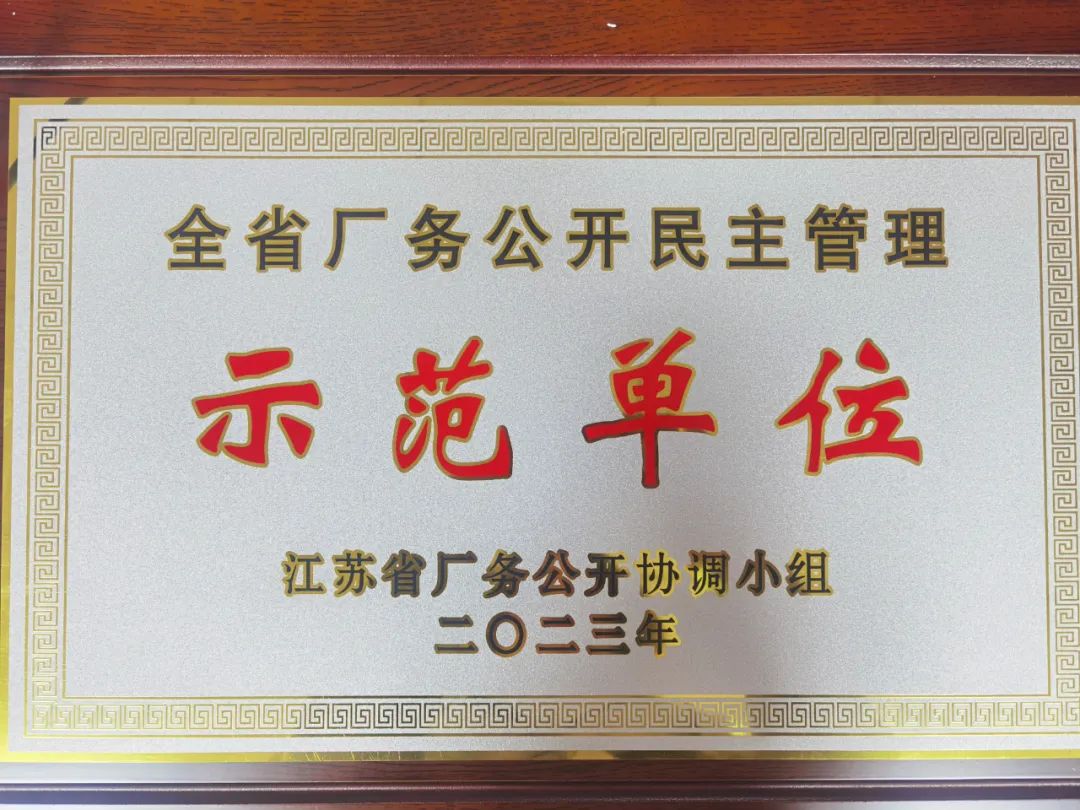 全省厂务公开民主管理
示范单位
江苏省厂务公开协调小组
二〇二三年